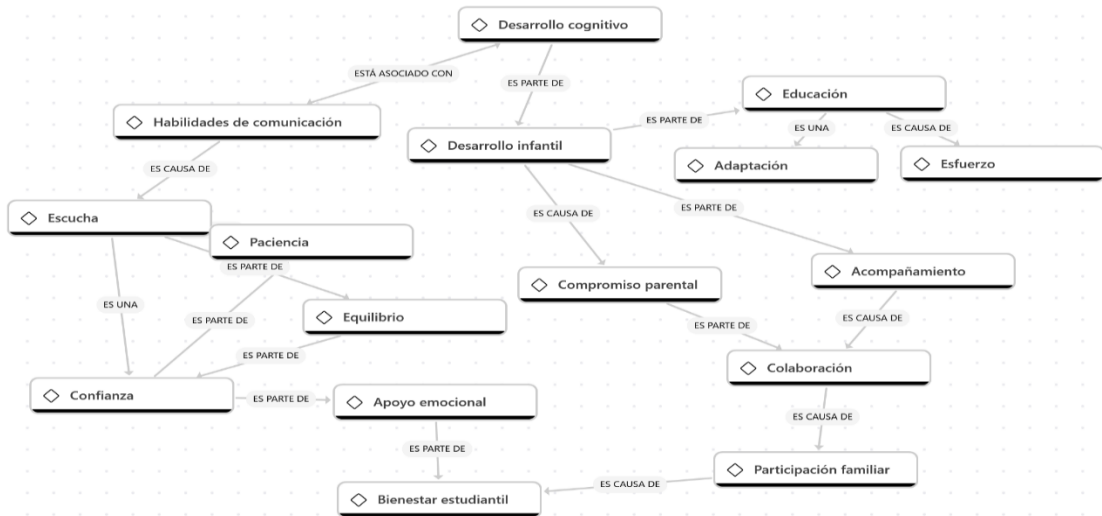 Desarrollo cognitivo
ESTÁ ASOCIADO CON
ES PARTE DE
Educación
Habilidades de comunicación
ES PARTE DE
ES UNA
ES CAUSA DE
Desarrollo infantil
Adaptación
Esfuerzo
ES CAUSA DE
Escucha
ES CAUSA DE
ES PARTE DE
Paciencia
ES PARTE DE
Compromiso parental
Acompañamiento
ES UNA
ES PARTE DE
Equilibrio
ES PARTE DE
ES CAUSA DE
ES PARTE DE
Colaboración
Confianza
ES PARTE DE
Apoyo emocional
ES CAUSA DE
ES PARTE DE
Participación familiar
ES CAUSA DE
Bienestar estudiantil